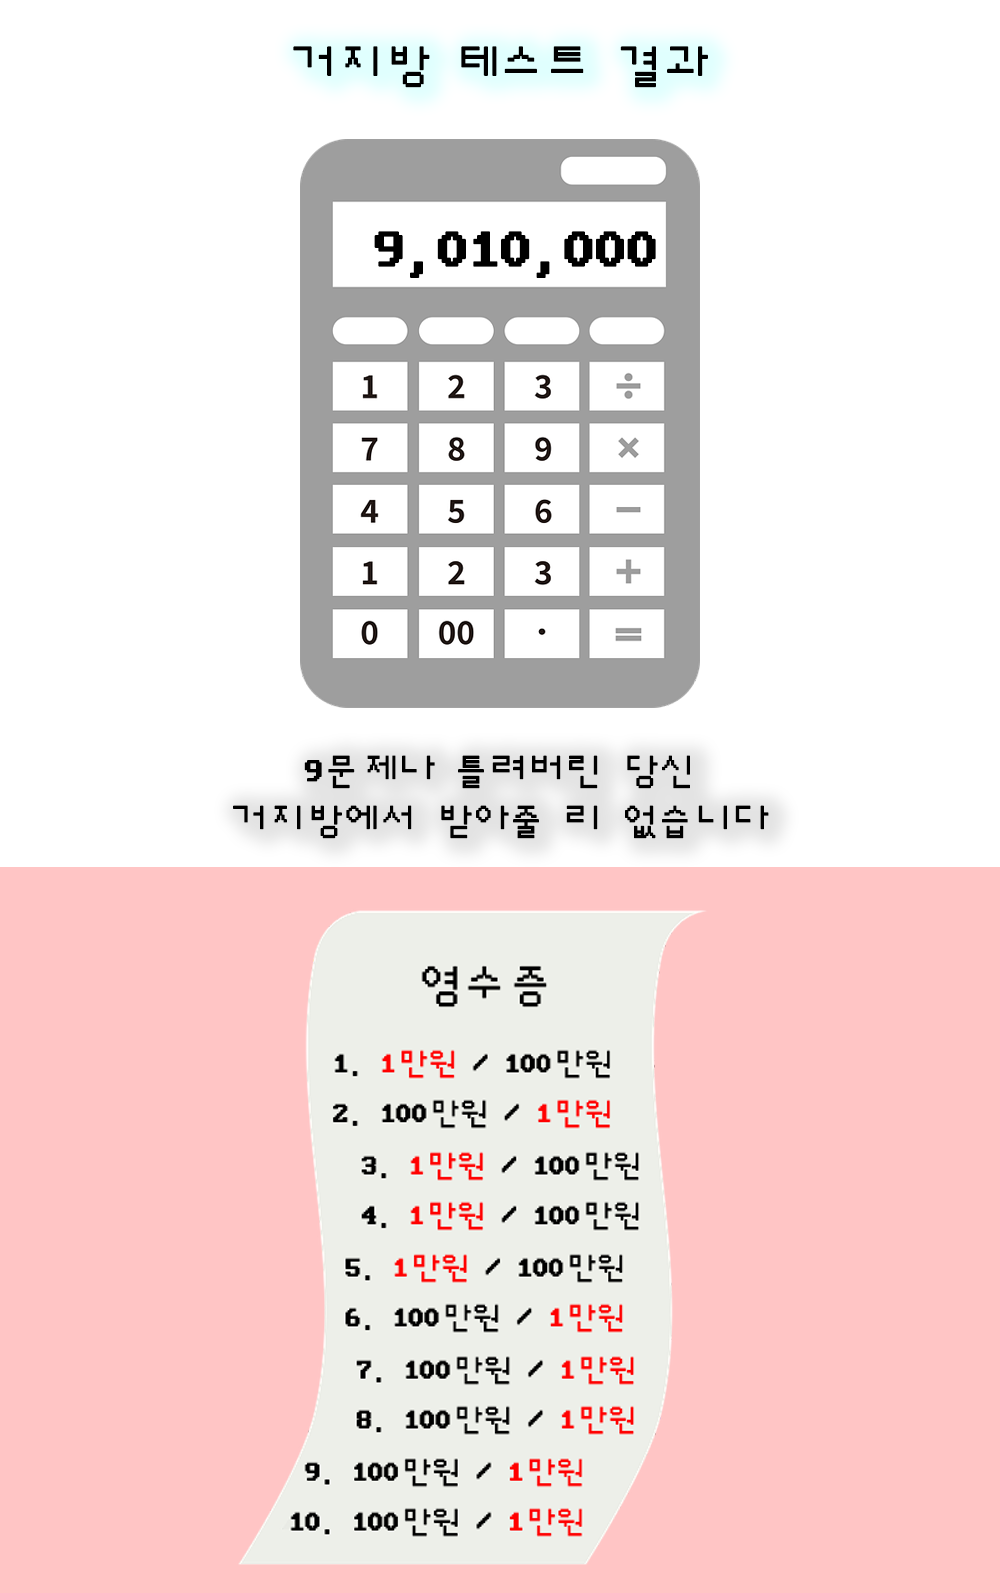 거지방 테스트 결과
9,010,000
1 2 3 ÷
7 8 9 ×
4 5 6 −
1 2 3 +
0 00 · =
9문제나 틀려버린 당신
거지방에서 받아줄 리 없습니다
영수증
1. 1만원 / 100만원
2. 100만원 / 1만원
3. 1만원 / 100만원
4. 1만원 / 100만원
5. 1만원 / 100만원
6. 100만원 / 1만원
7. 100만원 / 1만원
8. 100만원 / 1만원
9. 100만원 / 1만원
10. 100만원 / 1만원